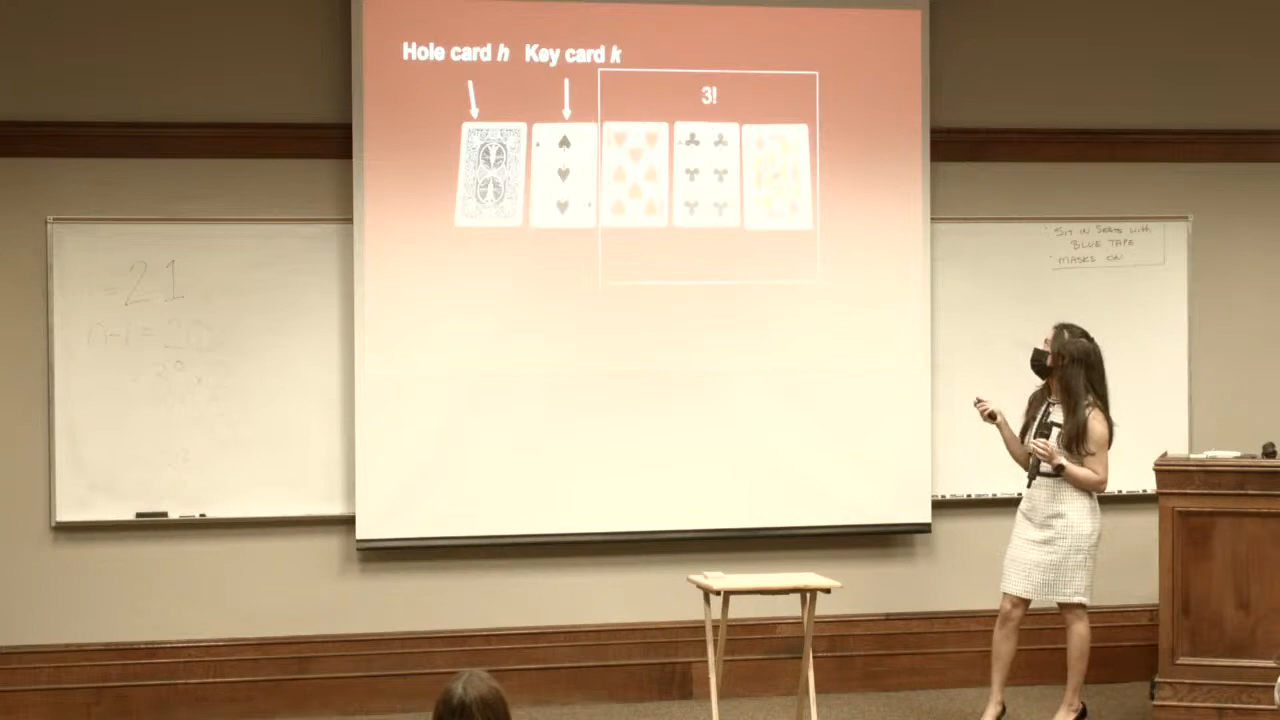 Hole card h Key card k
3!
= 21
· SIT IN SEATS with
BLUE TAPE
· MASKS ON